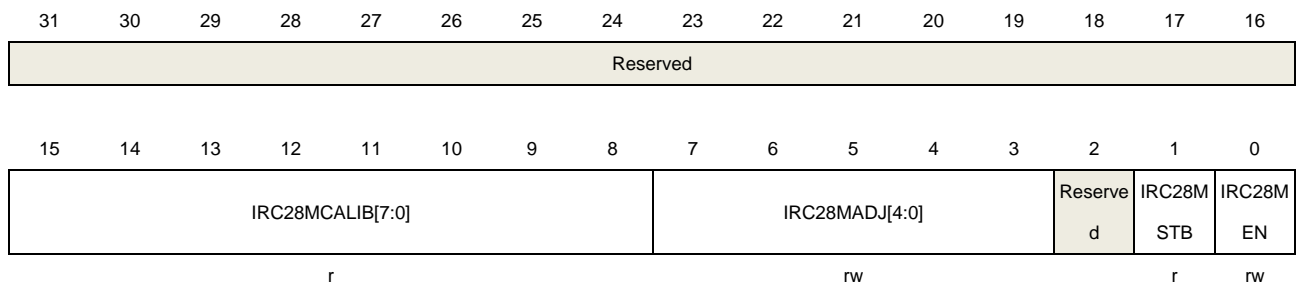 31 30 29 28 27 26 25 24 23 22 21 20 19 18 17 16
Reserved
15 14 13 12 11 10 9 8 7 6 5 4 3 2 1 0
IRC28MCALIB[7:0] IRC28MADJ[4:0] Reserve IRC28M IRC28M
d STB EN
r rw r rw